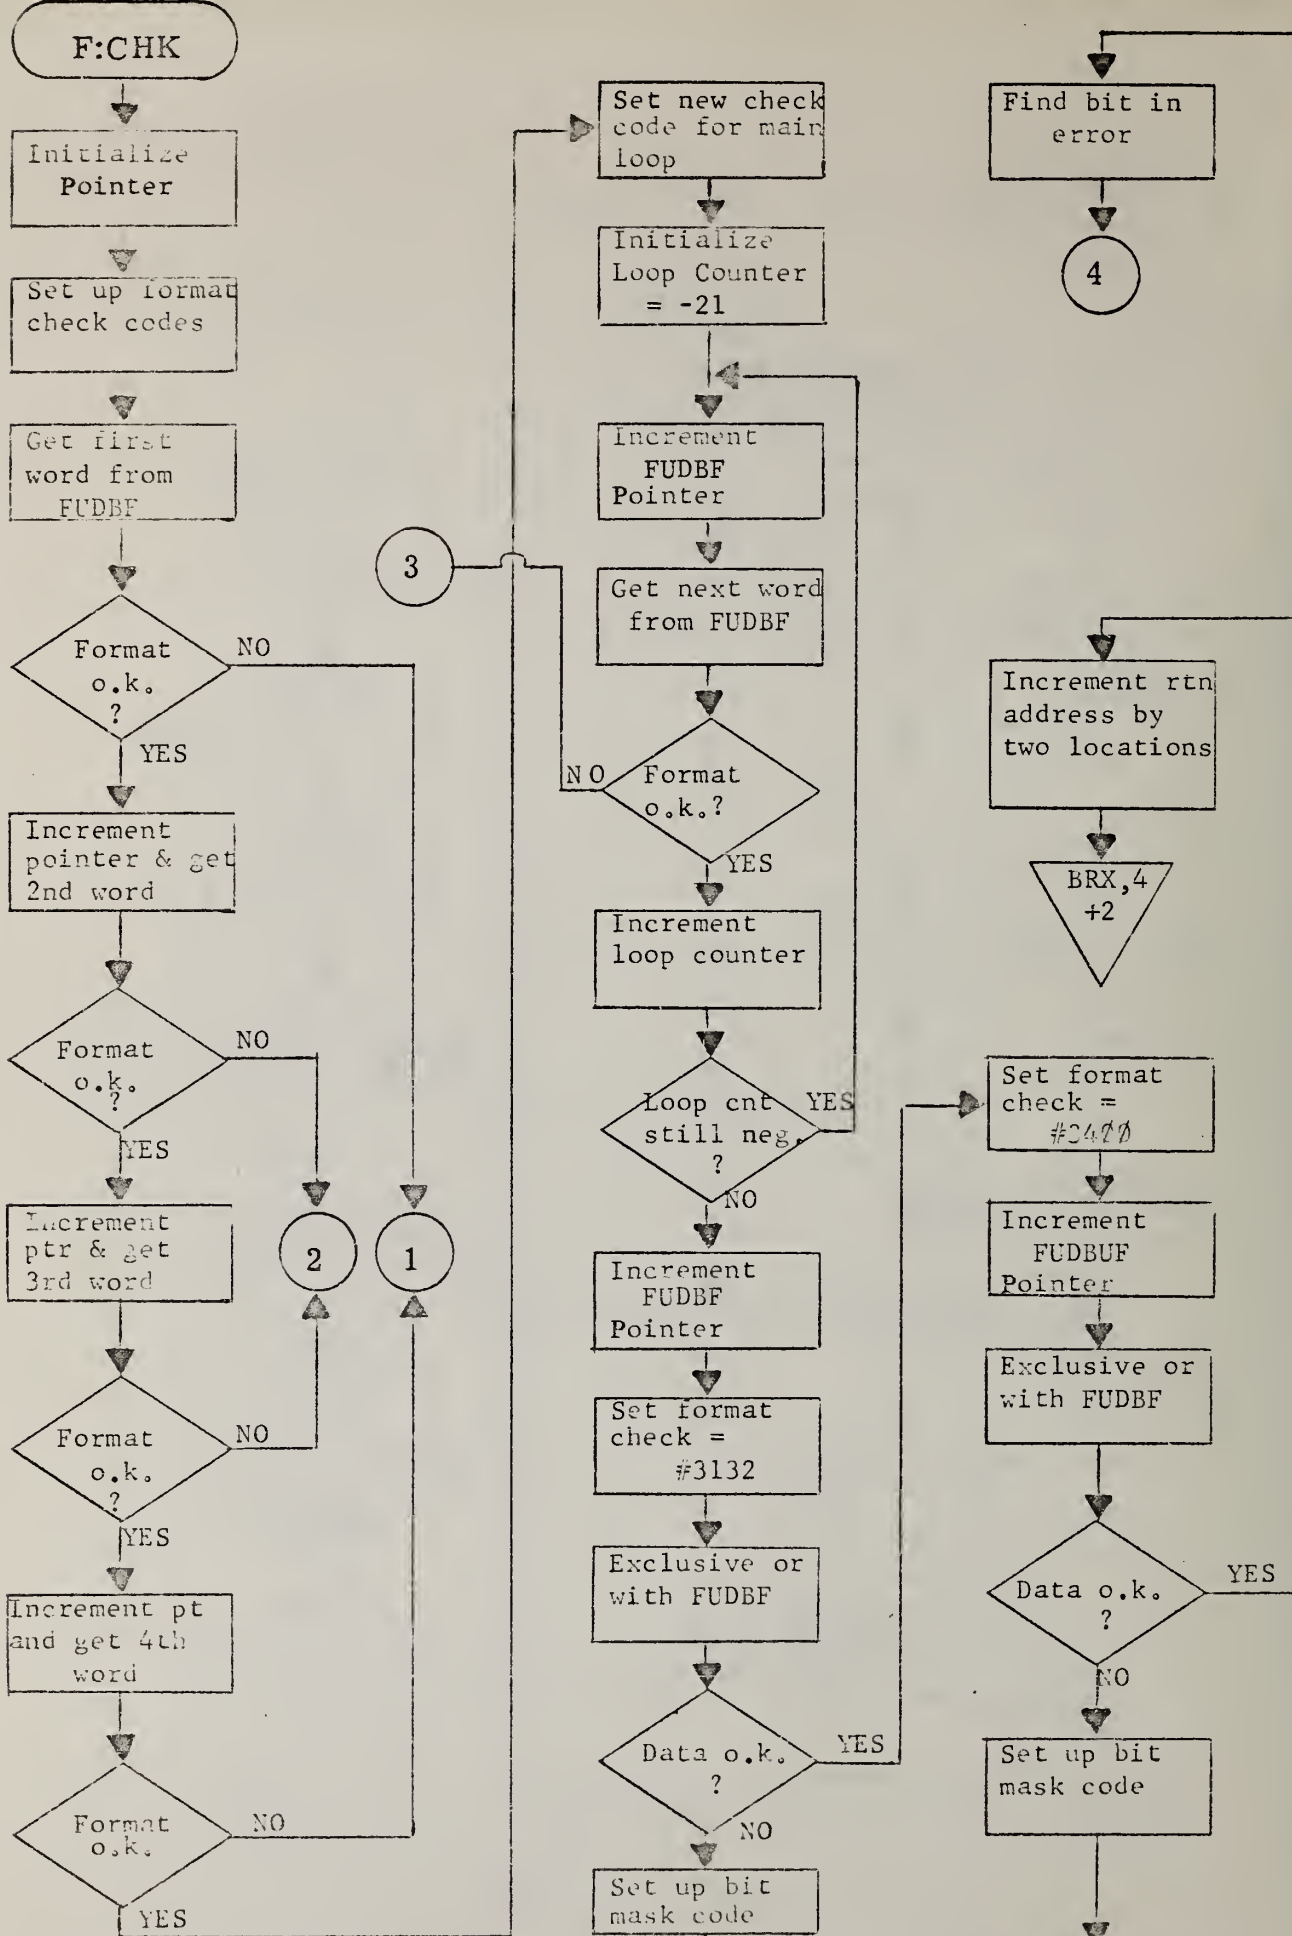 F:CHK
Initialize
Pointer
Set up format
check codes
Get first
word from
FUDBF
Format
o.k.
?
NO
YES
Increment
pointer & get
2nd word
Format
o.k.
?
NO
YES
Increment
ptr & get
3rd word
2
1
Format
o.k.
?
NO
YES
Increment pt
and get 4th
word
Format
o.k.
NO
YES
Set new check
code for main
loop
Initialize
Loop Counter
= -21
Increment
FUDBF
Pointer
3
Get next word
from FUDBF
Format
o.k.?
NO
YES
Increment
loop counter
Loop cnt
still neg.
?
YES
NO
Increment
FUDBF
Pointer
Set format
check =
#3132
Exclusive or
with FUDBF
Data o.k.
?
YES
NO
Set up bit
mask code
Find bit in
error
4
Increment rtn
address by
two locations
BRX,4
+2
Set format
check =
Increment
FUDBUF
Pointer
Exclusive or
with FUDBF
Data o.k.
?
YES
NO
Set up bit
mask code